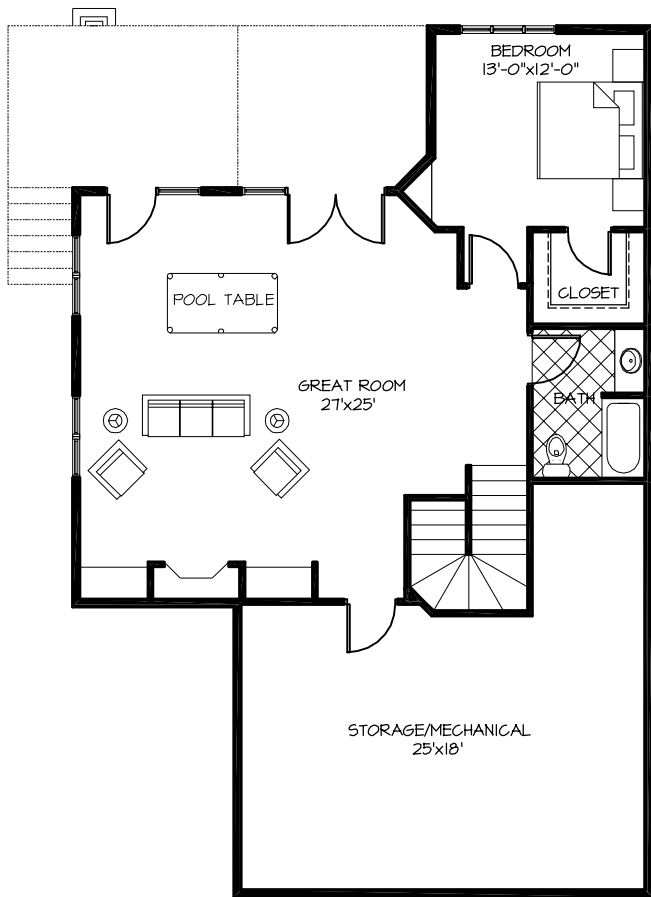 BEDROOM
13'-0"x12'-0"
CLOSET
POOL TABLE
GREAT ROOM
27'x25'
BATH
STORAGE/MECHANICAL
25'x18'